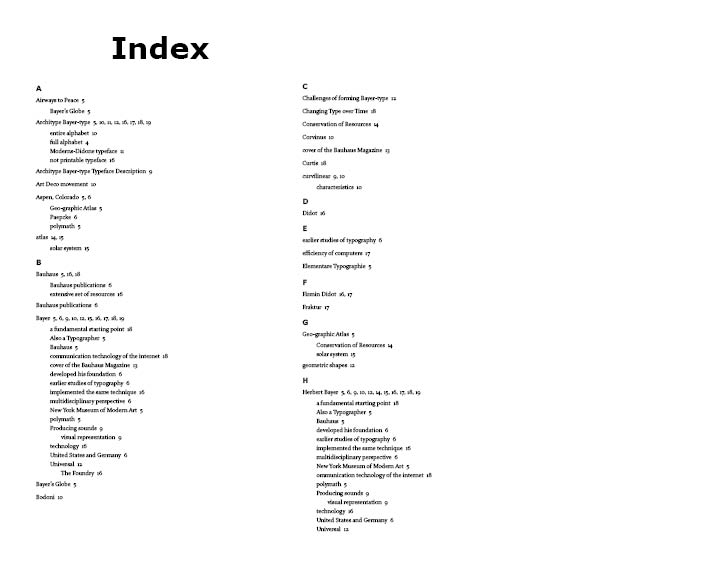 Index
A
Airways to Peace 5
Bayer's Globe 5
Architype Bayer-type 5, 10, 11, 12, 16, 17, 18, 19
entire alphabet 10
full alphabet 4
Moderns-Didone typeface 11
not printable typeface 16
Architype Bayer-type Typeface Description 9
Art Deco movement 10
Aspen, Colorado 5, 6
Geo-graphic Atlas 5
Paepcke 6
polymath 5
atlas 14, 15
solar system 15
B
Bauhaus 5, 16, 18
Bauhaus publications 6
extensive set of resources 16
Bauhaus publications 6
Bayer 5, 6, 9, 10, 12, 15, 16, 17, 18, 19
a fundamental starting point 18
Also a Typographer 5
Bauhaus 5
communication technology of the internet 18
cover of the Bauhaus Magazine 13
developed his foundation 6
earlier studies of typography 6
implemented the same technique 16
multidisciplinary perspective 6
New York Museum of Modern Art 5
polymath 5
Producing sounds 9
visual representation 9
technology 16
United States and Germany 6
Universal 12
The Foundry 16
Bayer's Globe 5
Bodoni 10
C
Challenges of forming Bayer-type 12
Changing Type over Time 18
Conservation of Resources 14
Corvinus 10
cover of the Bauhaus Magazine 13
Curtis 18
curvilinear 9, 10
characteristics 10
D
Didot 16
E
earlier studies of typography 6
efficiency of computers 17
Elementare Typographie 5
F
Firmin Didot 16, 17
Fraktur 17
G
Geo-graphic Atlas 5
Conservation of Resources 14
solar system 15
geometric shapes 12
H
Herbert Bayer 5, 6, 9, 10, 12, 14, 15, 16, 17, 18, 19
a fundamental starting point 18
Also a Typographer 5
Bauhaus 5
developed his foundation 6
earlier studies of typography 6
implemented the same technique 16
multidisciplinary perspective 6
New York Museum of Modern Art 5
ommunication technology of the internet 18
polymath 5
Producing sounds 9
visual representation 9
technology 16
United States and Germany 6
Universal 12